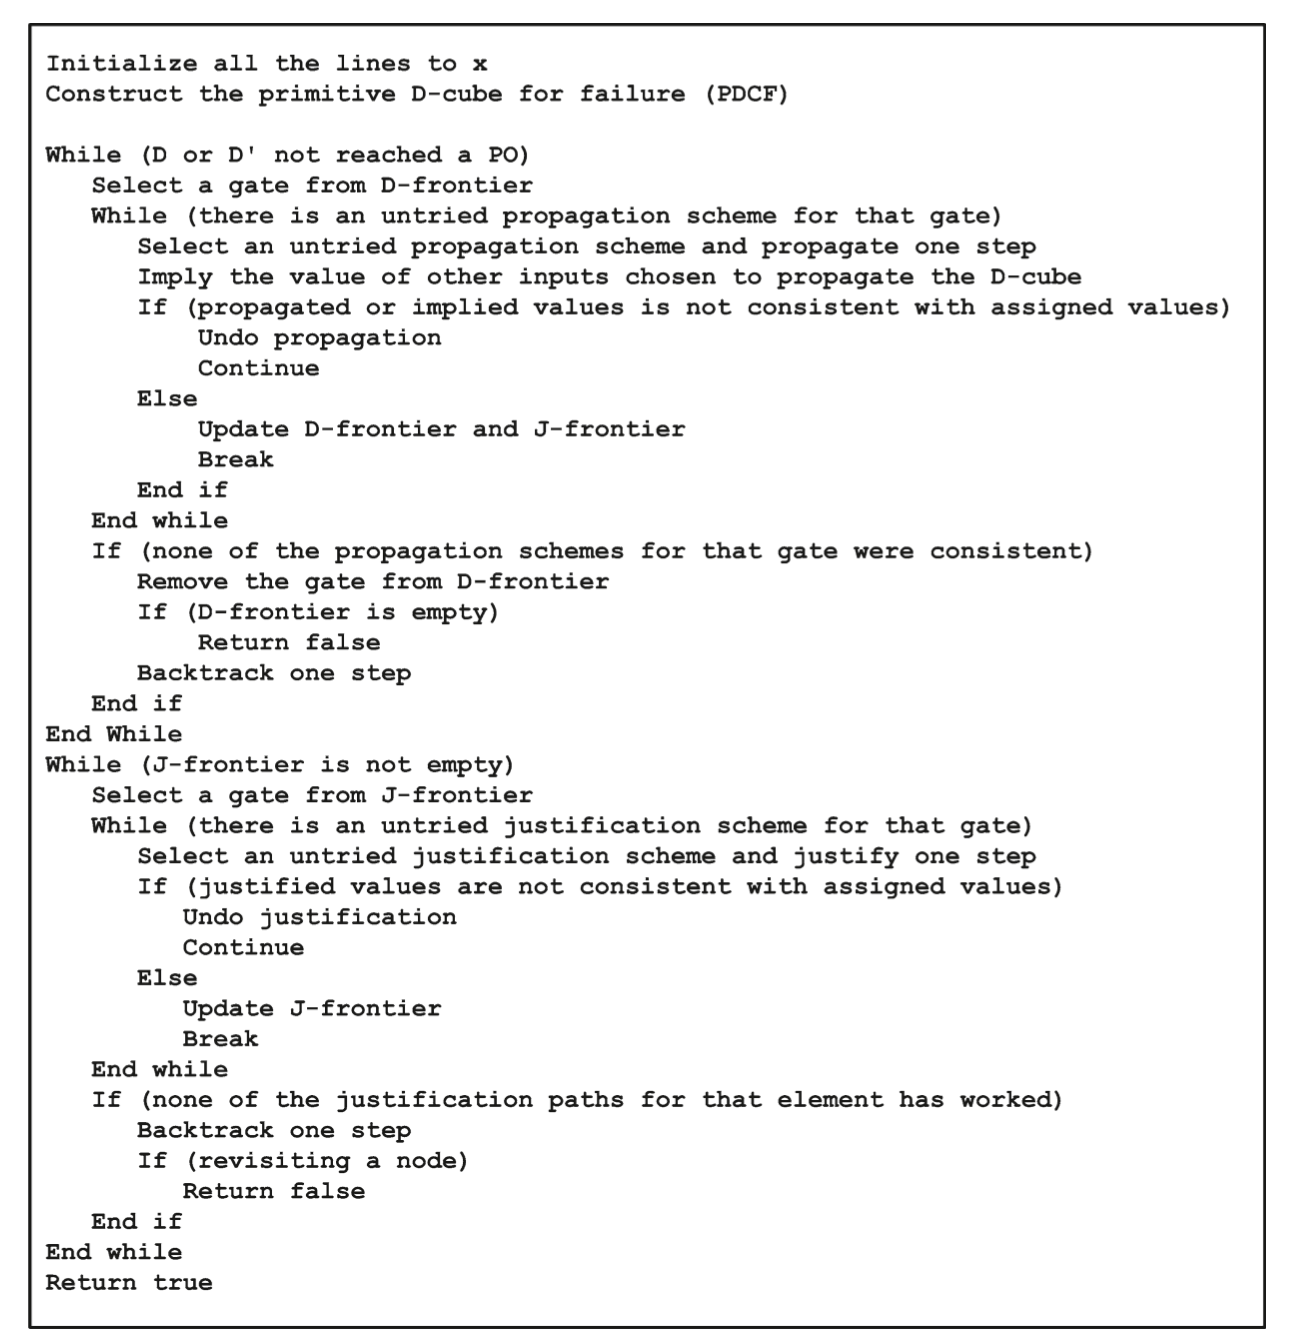 Initialize all the lines to x
Construct the primitive D-cube for failure (PDCF)

While (D or D' not reached a PO)
   Select a gate from D-frontier
   While (there is an untried propagation scheme for that gate)
      Select an untried propagation scheme and propagate one step
      Imply the value of other inputs chosen to propagate the D-cube
      If (propagated or implied values is not consistent with assigned values)
          Undo propagation
          Continue
      Else
          Update D-frontier and J-frontier
          Break
      End if
   End while
   If (none of the propagation schemes for that gate were consistent)
      Remove the gate from D-frontier
      If (D-frontier is empty)
          Return false
      Backtrack one step
   End if
End While
While (J-frontier is not empty)
   Select a gate from J-frontier
   While (there is an untried justification scheme for that gate)
      Select an untried justification scheme and justify one step
      If (justified values are not consistent with assigned values)
         Undo justification
         Continue
      Else
         Update J-frontier
         Break
   End while
   If (none of the justification paths for that element has worked)
      Backtrack one step
      If (revisiting a node)
         Return false
   End if
End while
Return true